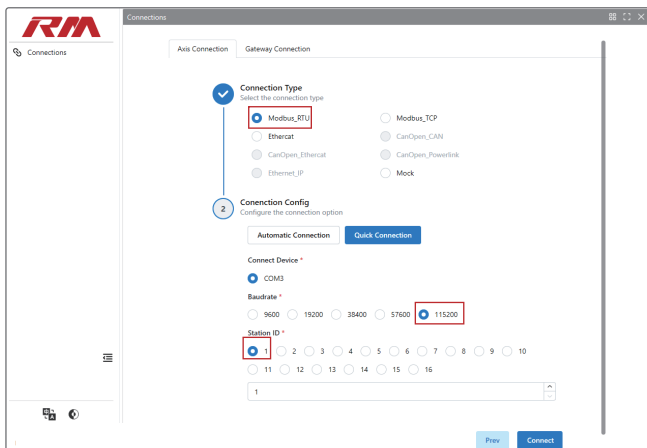 RM
Connections
Connections
Axis Connection Gateway Connection
Connection Type
Select the connection type
Modbus_RTU Modbus_TCP
Ethercat CanOpen_CAN
CanOpen_Ethercat CanOpen_Powerlink
Ethernet_IP Mock
2
Conenction Config
Configure the connection option
Automatic Connection Quick Connection
Connect Device *
COM3
Baudrate *
9600 19200 38400 57600 115200
Station ID *
1 2 3 4 5 6 7 8 9 10
11 12 13 14 15 16
1
Prev Connect